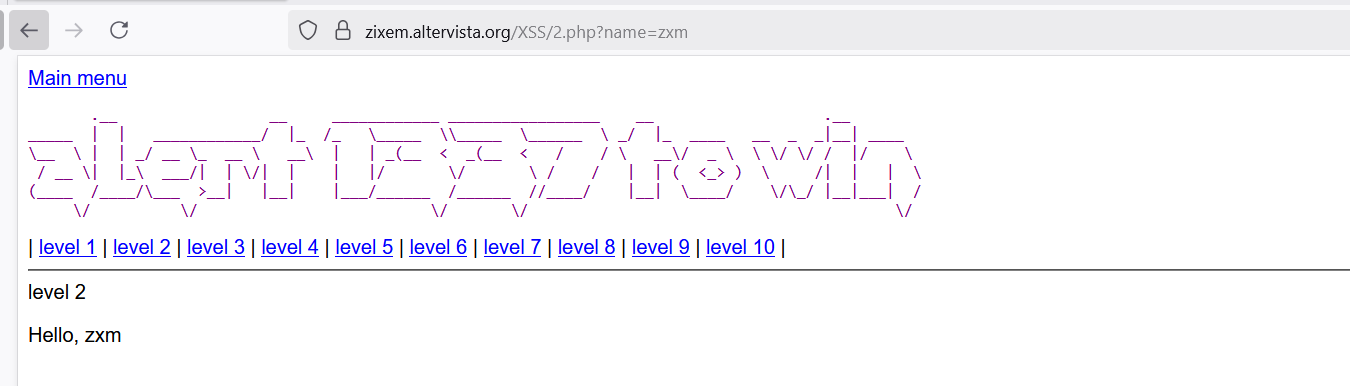 zixem.altervista.org/XSS/2.php?name=zxm
Main menu
alert 1337 to win
| level 1 | level 2 | level 3 | level 4 | level 5 | level 6 | level 7 | level 8 | level 9 | level 10 |
level 2
Hello, zxm